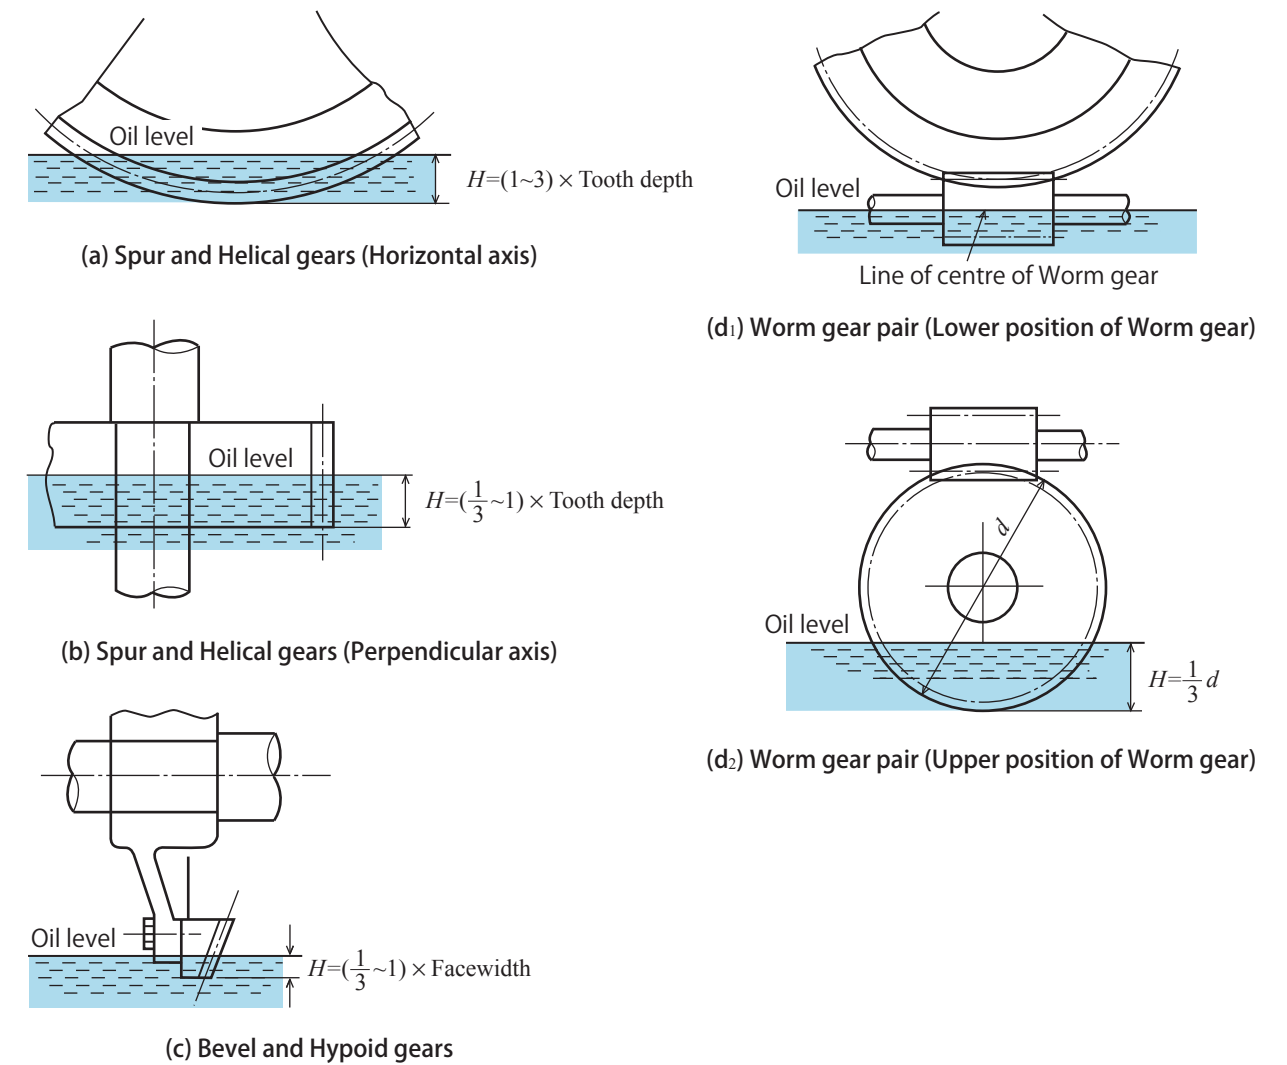 Oil level
H=(1~3) × Tooth depth
(a) Spur and Helical gears (Horizontal axis)
Oil level
H=(1/3~1) × Tooth depth
(b) Spur and Helical gears (Perpendicular axis)
Oil level
H=(1/3~1) × Facewidth
(c) Bevel and Hypoid gears
Oil level
Line of centre of Worm gear
(d1) Worm gear pair (Lower position of Worm gear)
d
Oil level
H=1/3 d
(d2) Worm gear pair (Upper position of Worm gear)